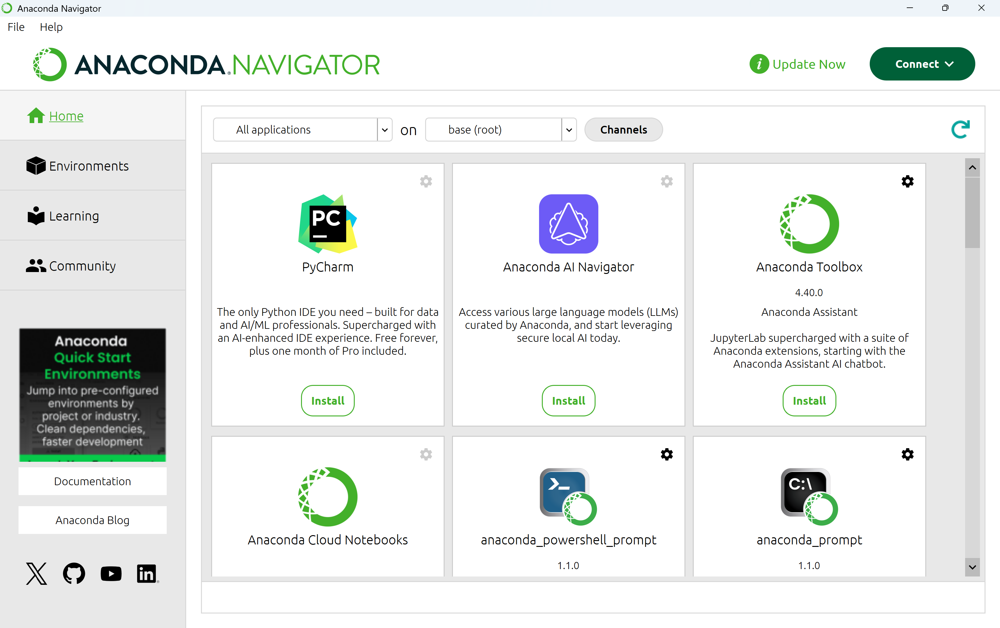 Anaconda Navigator
File Help
ANACONDA.NAVIGATOR
Update Now
Connect
Home
Environments
Learning
Community
Anaconda
Quick Start
Environments
Jump into pre-configured
environments by
project or industry.
Clean dependencies,
faster development
Documentation
Anaconda Blog
All applications on base (root) Channels
PC
PyCharm
The only Python IDE you need – built for data
and AI/ML professionals. Supercharged with
an AI-enhanced IDE experience. Free forever,
plus one month of Pro included.
Install
Anaconda AI Navigator
Access various large language models (LLMs)
curated by Anaconda, and start leveraging
secure local AI today.
Install
Anaconda Toolbox
4.40.0
Anaconda Assistant
JupyterLab supercharged with a suite of
Anaconda extensions, starting with the
Anaconda Assistant AI chatbot.
Install
Anaconda Cloud Notebooks
anaconda_powershell_prompt
1.1.0
C:\
anaconda_prompt
1.1.0
in